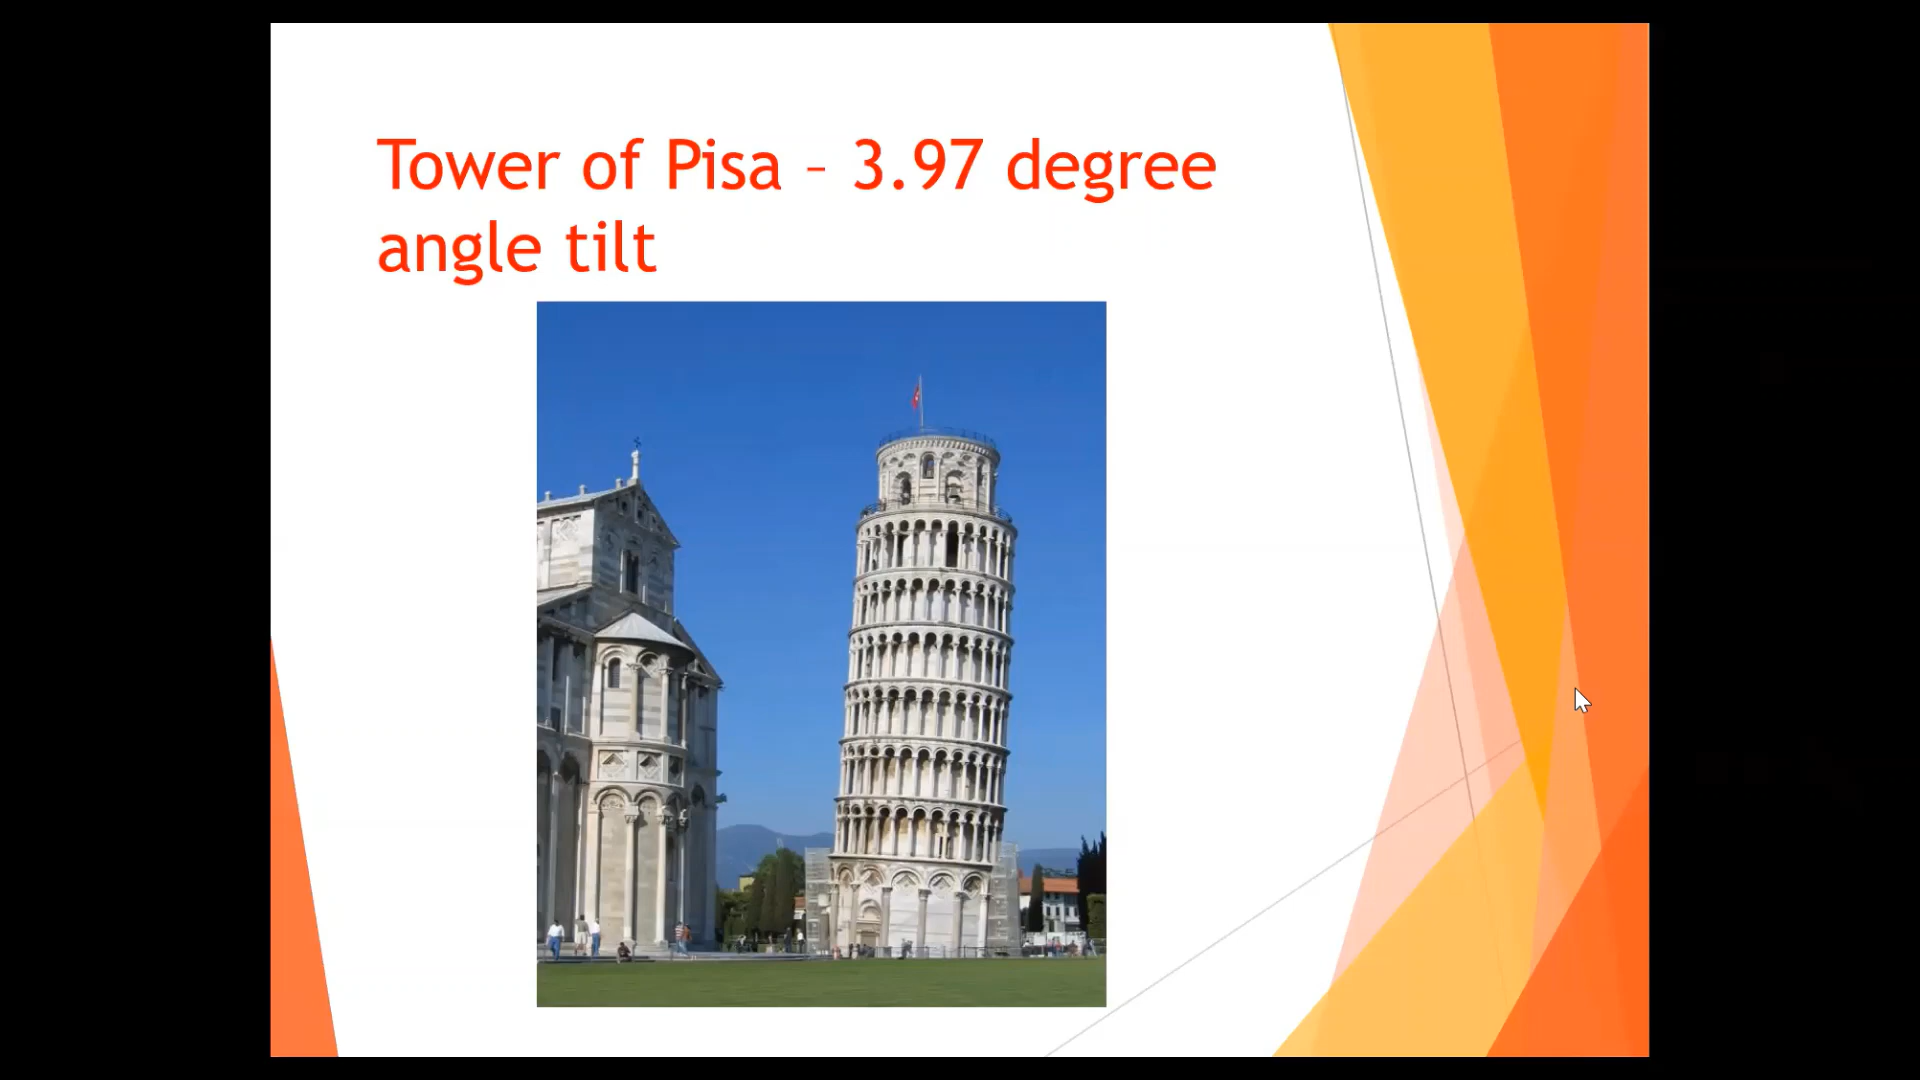 Tower of Pisa – 3.97 degree
angle tilt